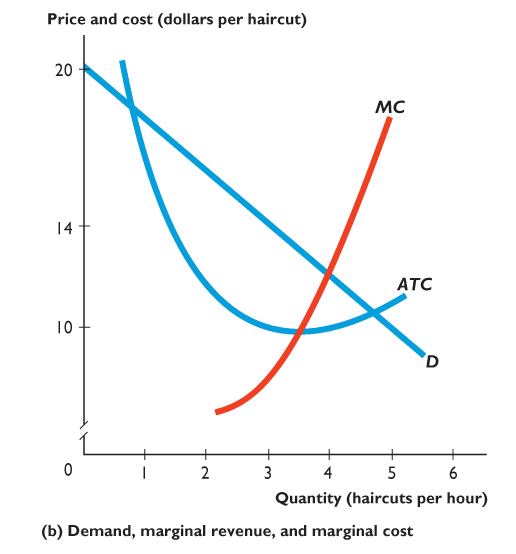 Price and cost (dollars per haircut)
20
MC
14
ATC
10
D
0
1
2
3
4
5
6
Quantity (haircuts per hour)
(b) Demand, marginal revenue, and marginal cost